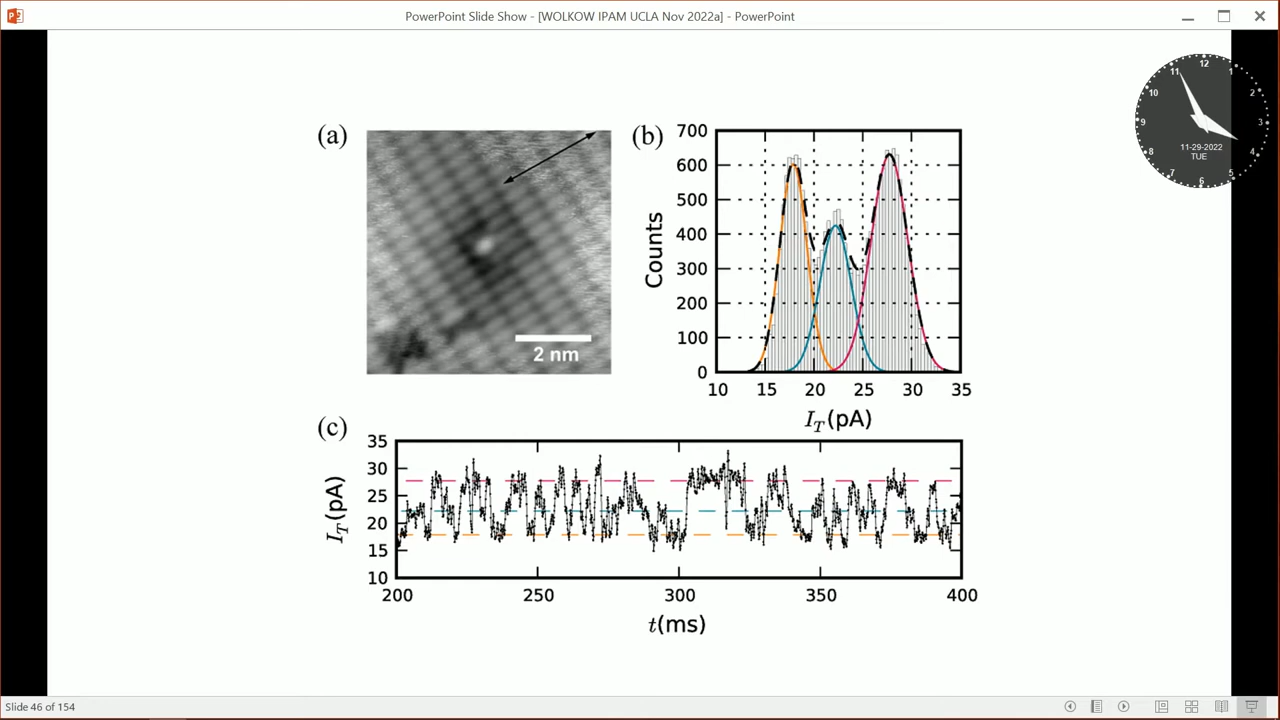 PowerPoint Slide Show - [WOLKOW IPAM UCLA Nov 2022a] - PowerPoint
12
11
1
10
2
9
3
8
4
7
5
6
11-29-2022
TUE
(a)
2 nm
(b)
700
600
500
400
300
200
100
0
Counts
10 15 20 25 30 35
I_T(pA)
(c)
35
30
25
20
15
10
I_T(pA)
200 250 300 350 400
t(ms)
Slide 46 of 154